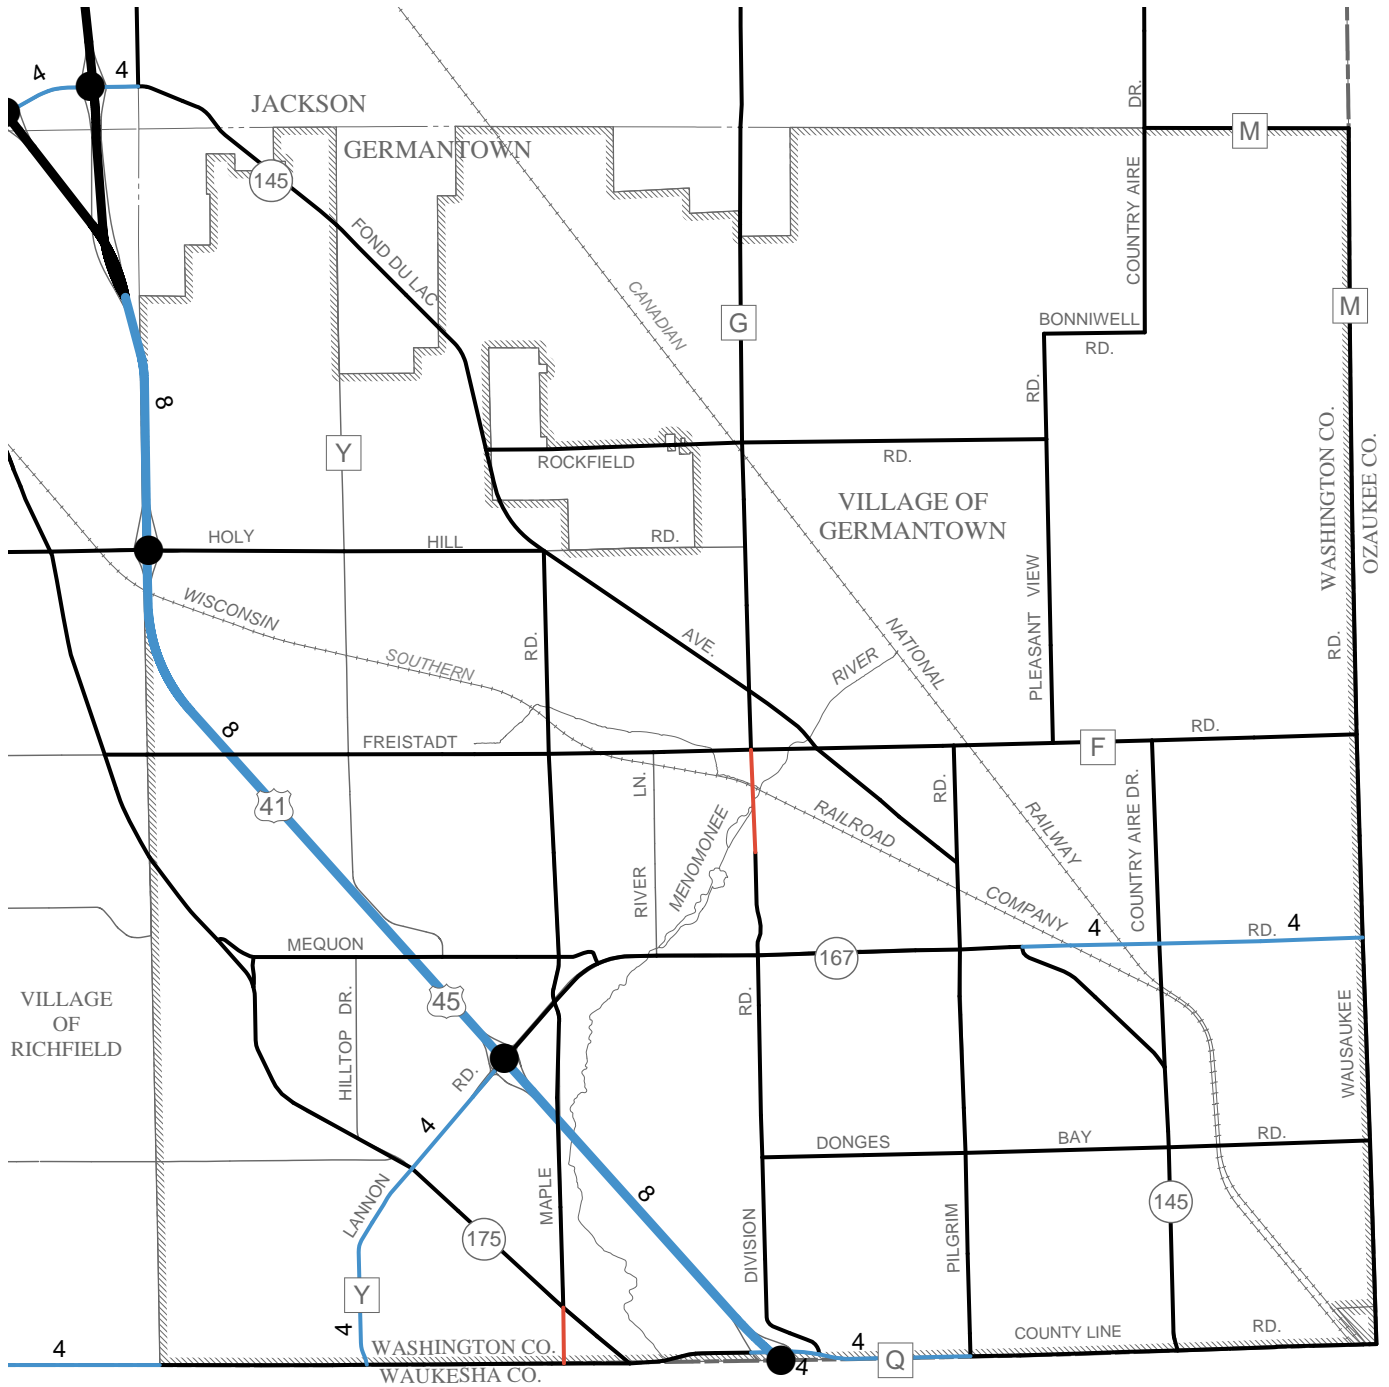 4
4
DR.
JACKSON
M
GERMANTOWN
145
COUNTRY AIRE
FOND DU LAC
CANADIAN
G
M
BONNIWELL
RD.
RD.
8
Y
ROCKFIELD
RD.
WASHINGTON CO.
OZAUKEE CO.
VILLAGE OF
GERMANTOWN
HOLY
HILL
RD.
WISCONSIN
SOUTHERN
RD.
AVE.
RIVER
NATIONAL
PLEASANT VIEW
RD.
8
FREISTADT
RD.
F
LN.
RD.
COUNTRY AIRE DR.
41
MENOMONEE
RAILROAD
RAILWAY
RIVER
COMPANY
4
RD.
4
MEQUON
167
VILLAGE
OF
RICHFIELD
HILLTOP DR.
45
RD.
WAUSAUKEE
RD.
4
DONGES
BAY
RD.
LANNON
MAPLE
8
145
175
DIVISION
PILGRIM
Y
4
COUNTY LINE
RD.
4
WASHINGTON CO.
WAUKESHA CO.
4
4
Q